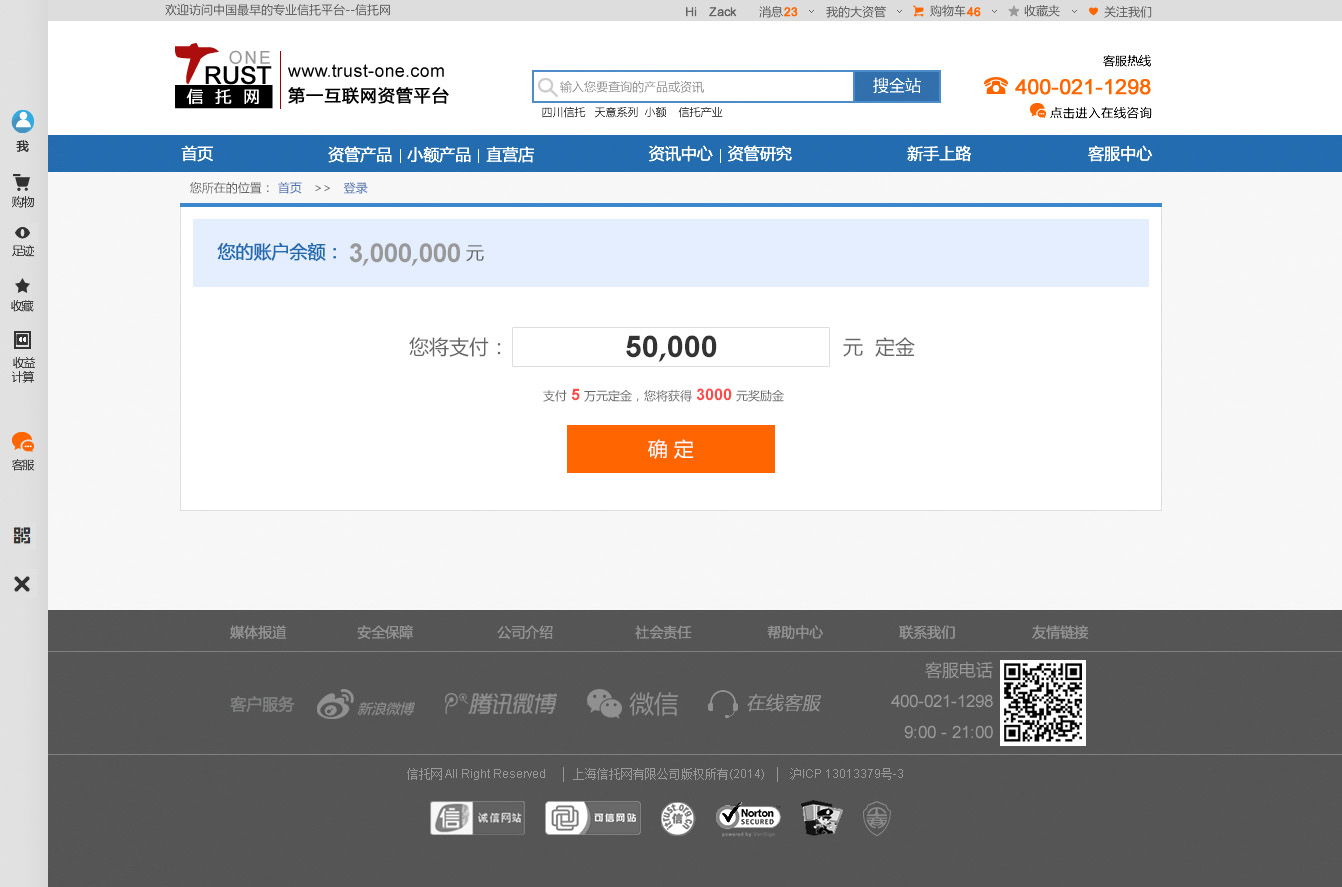 欢迎访问中国最早的专业信托平台--信托网
Hi Zack 消息23 我的大资管 购物车46 收藏夹 关注我们
ONE
TRUST
信托网
www.trust-one.com
第一互联网资管平台
输入您要查询的产品或资讯 搜全站
四川信托 天意系列 小额 信托产业
客服热线
400-021-1298
点击进入在线咨询
我
购物
足迹
收藏
收益
计算
客服
首页 资管产品 | 小额产品 | 直营店 资讯中心 | 资管研究 新手上路 客服中心
您所在的位置： 首页 >> 登录
您的账户余额： 3,000,000 元
您将支付： 50,000 元 定金
支付 5 万元定金，您将获得 3000 元奖励金
确 定
媒体报道 安全保障 公司介绍 社会责任 帮助中心 联系我们 友情链接
客户服务 新浪微博 腾讯微博 微信 在线客服
客服电话
400-021-1298
9:00 - 21:00
信托网 All Right Reserved | 上海信托网有限公司版权所有(2014) | 沪ICP 13013379号-3
信 诚信网站 可信网站 Norton
SECURED